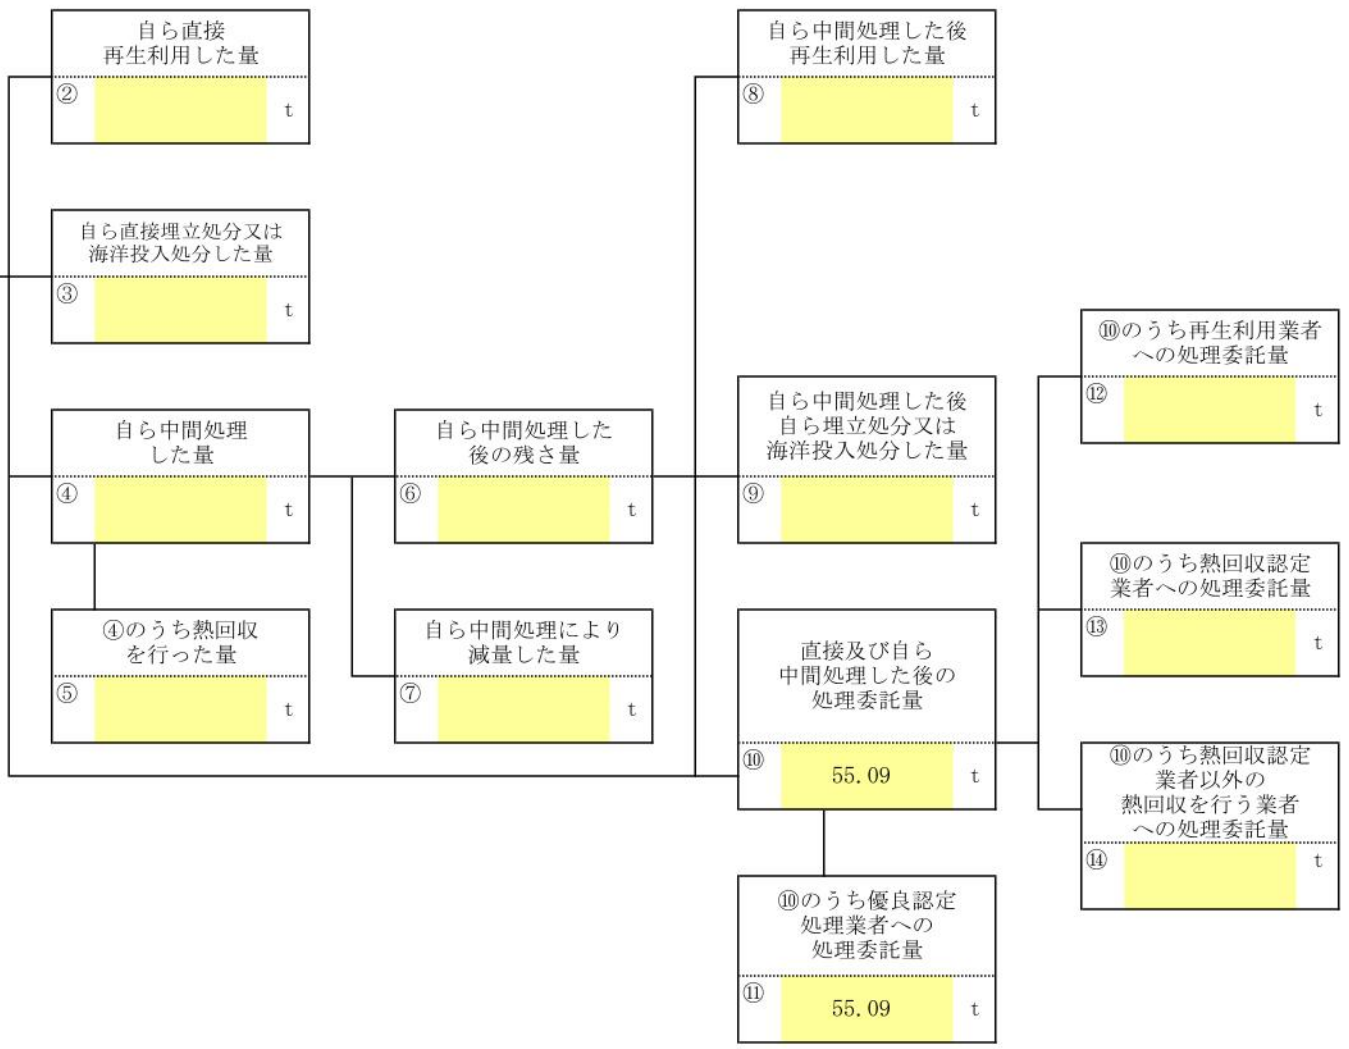 自ら直接
再生利用した量
②
t
自ら中間処理した後
再生利用した量
⑧
t
自ら直接埋立処分又は
海洋投入処分した量
③
t
⑩のうち再生利用業者
への処理委託量
⑫
t
自ら中間処理
した量
④
t
自ら中間処理した
後の残さ量
⑥
t
自ら中間処理した後
自ら埋立処分又は
海洋投入処分した量
⑨
t
⑩のうち熱回収認定
業者への処理委託量
⑬
t
④のうち熱回収
を行った量
⑤
t
自ら中間処理により
減量した量
⑦
t
直接及び自ら
中間処理した後の
処理委託量
⑩
55.09
t
⑩のうち熱回収認定
業者以外の
熱回収を行う業者
への処理委託量
⑭
t
⑩のうち優良認定
処理業者への
処理委託量
⑪
55.09
t